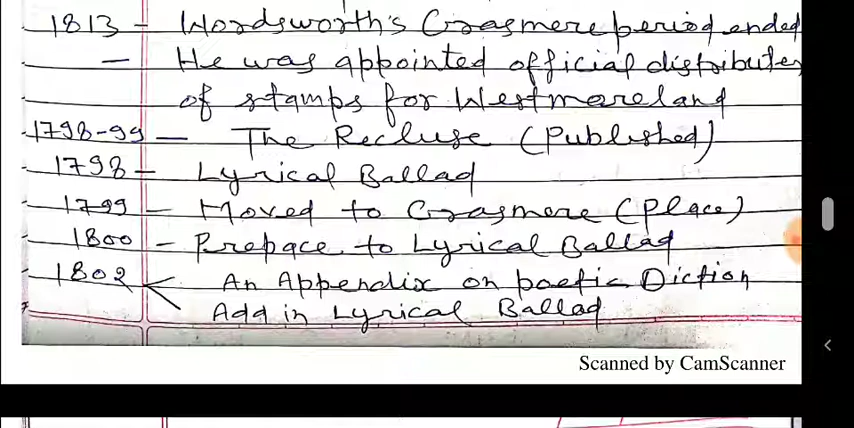 1813 - Wordsworth's Grasmere period ended
- He was appointed official distributer
of stamps for Westmoreland
1798-99 - The Recluse (Published)
1798 - Lyrical Ballad
1799 - Moved to Grasmere (Place)
1800 - Preface to Lyrical Ballad
1802 An Appendix on poetic Diction
Add in Lyrical Ballad
Scanned by CamScanner